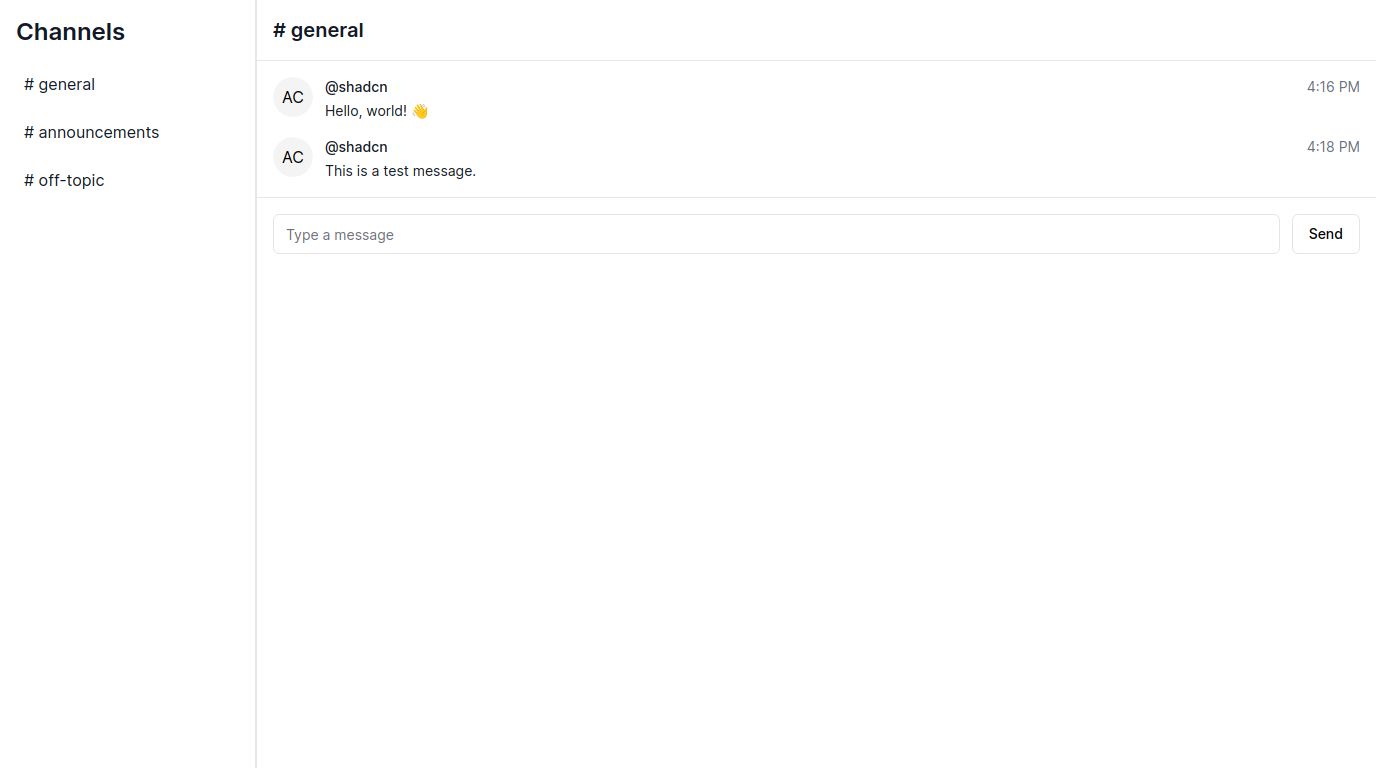 Channels
# general
# announcements
# off-topic
# general
AC
@shadcn
4:16 PM
Hello, world! 👋
AC
@shadcn
4:18 PM
This is a test message.
Type a message
Send